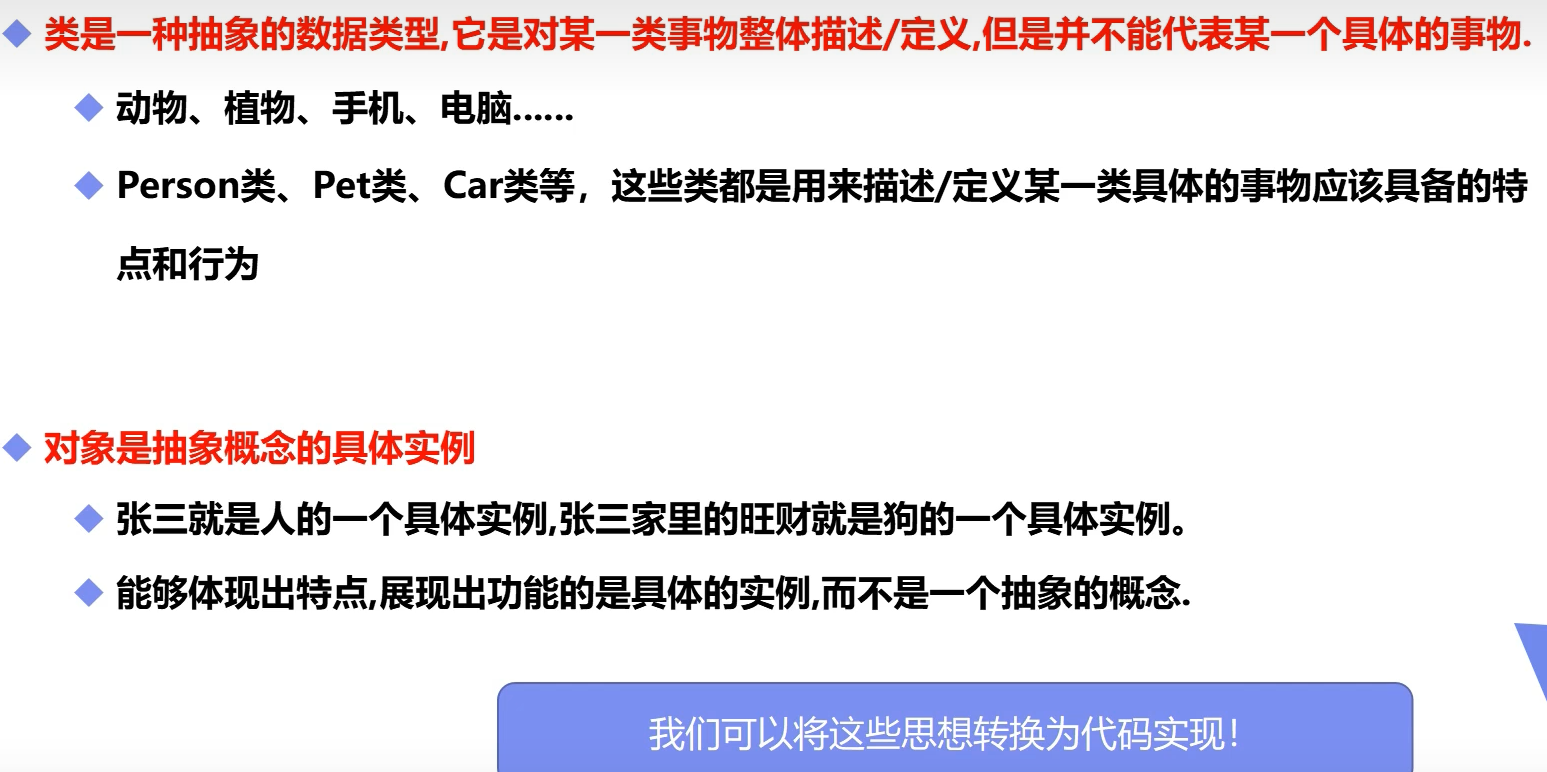 类是一种抽象的数据类型,它是对某一类事物整体描述/定义,但是并不能代表某一个具体的事物.
动物、植物、手机、电脑......
Person类、Pet类、Car类等，这些类都是用来描述/定义某一类具体的事物应该具备的特
点和行为
对象是抽象概念的具体实例
张三就是人的一个具体实例,张三家里的旺财就是狗的一个具体实例。
能够体现出特点,展现出功能的是具体的实例,而不是一个抽象的概念.
我们可以将这些思想转换为代码实现！